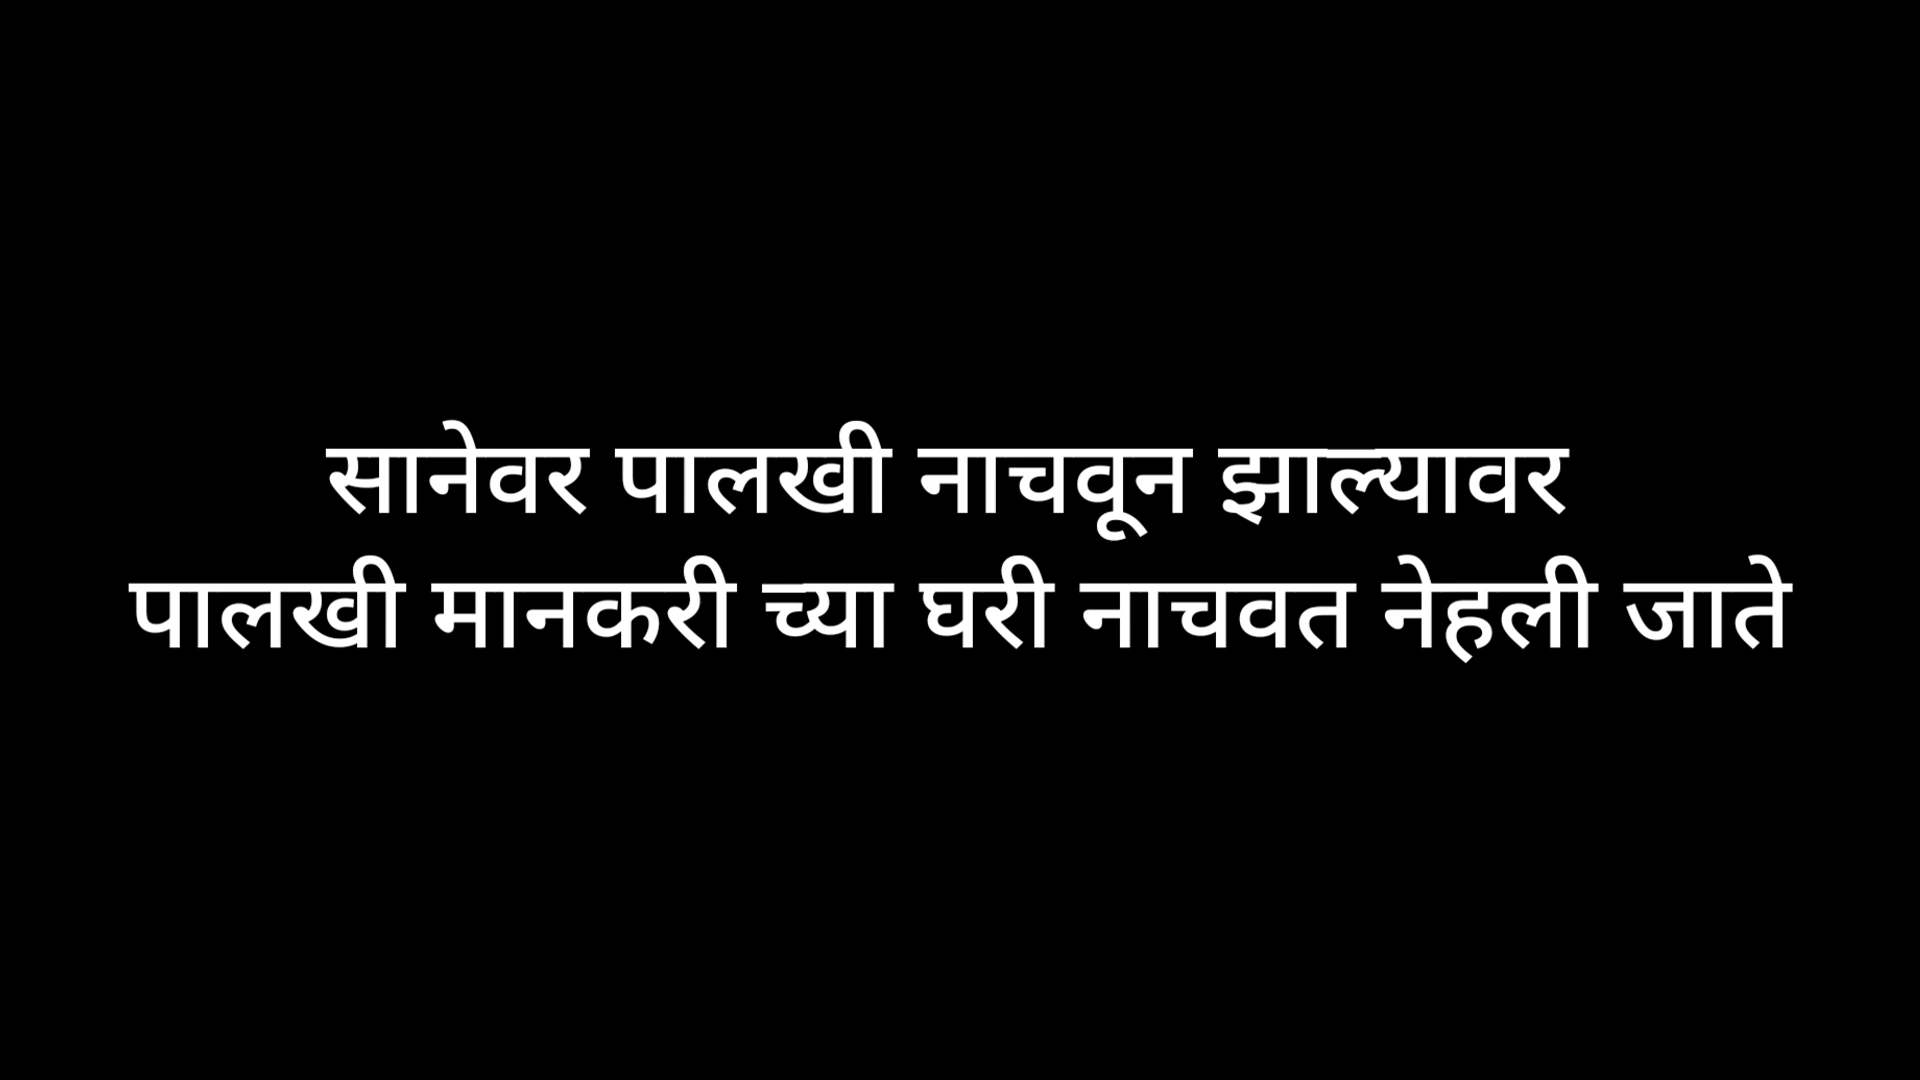 सानेवर पालखी नाचवून झाल्यावर
पालखी मानकरी च्या घरी नाचवत नेहली जाते